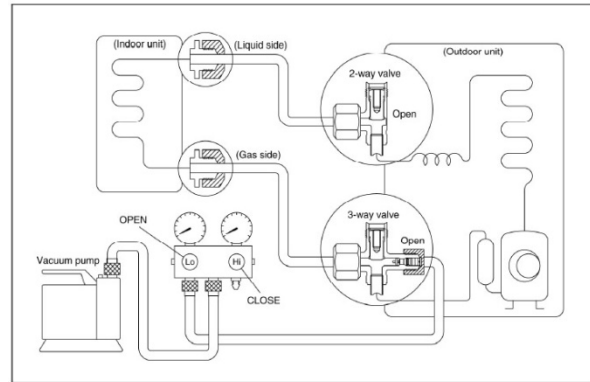 (Indoor unit)
(Liquid side)
(Outdoor unit)
2-way valve
Open
(Gas side)
3-way valve
OPEN
Open
Vacuum pump
Lo
Hi
CLOSE